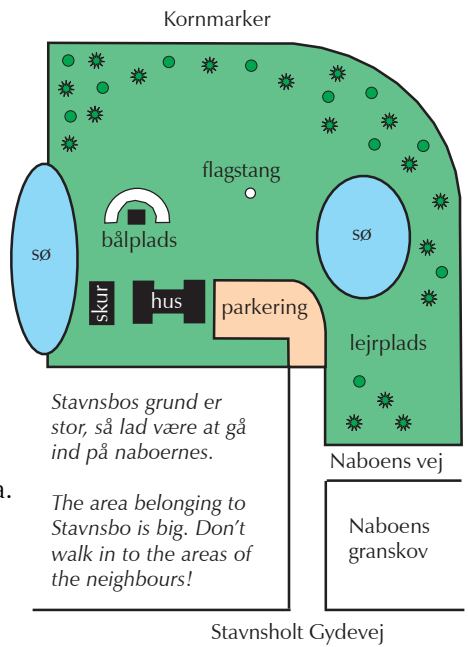 Kornmarker
flagstang
sø
bålplads
sø
skur
hus
parkering
lejrplads
Stavnsbos grund er
stor, så lad være at gå
ind på naboernes.
The area belonging to
Stavnsbo is big. Don't
walk in to the areas of
the neighbours!
a.
Naboens vej
Naboens
granskov
Stavnsholt Gydevej